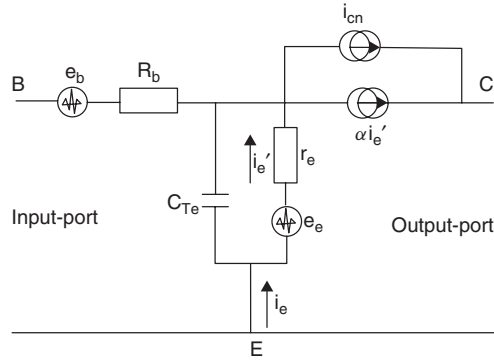 i_cn
B
e_b
R_b
C
αi_e′
i_e′
r_e
C_Te
e_e
Input-port
Output-port
i_e
E